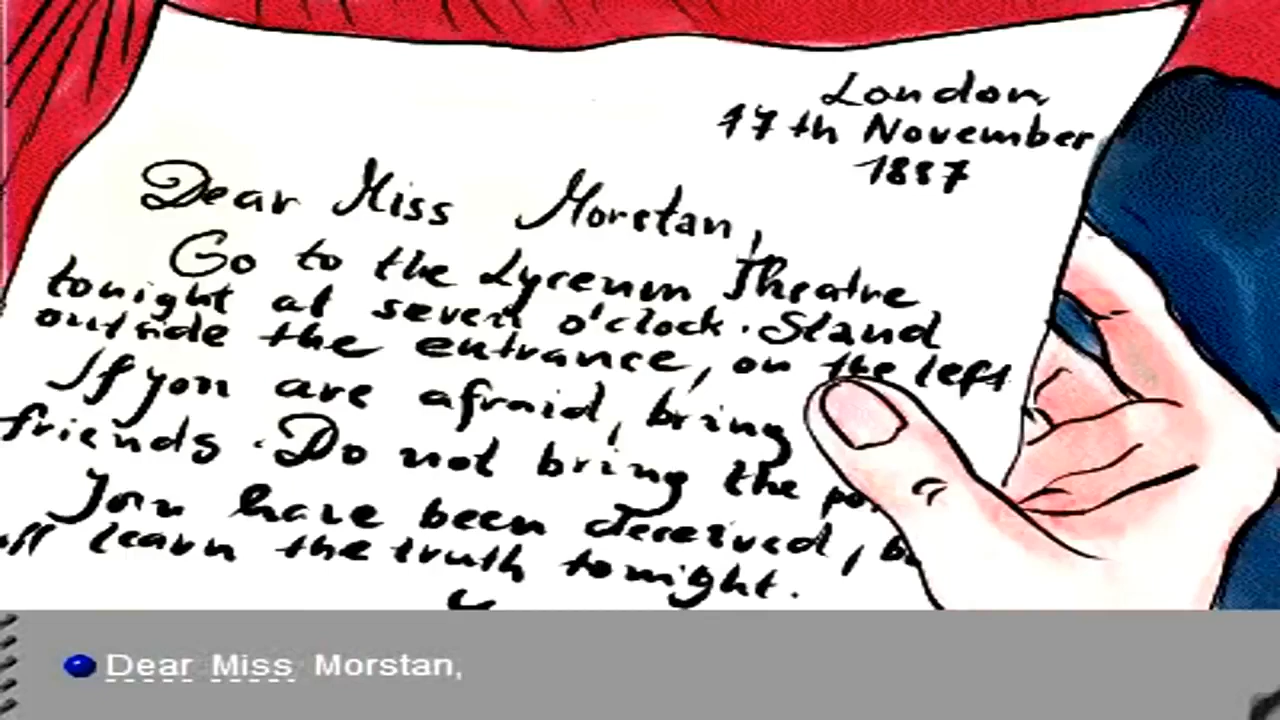 London
17th November
1887
Dear Miss Morstan,
Go to the Lyceum Theatre
tonight at seven o'clock. Stand
outside the entrance, on the left
If you are afraid, bring
friends. Do not bring the
You have been deceived,
learn the truth tonight.
Dear Miss Morstan,